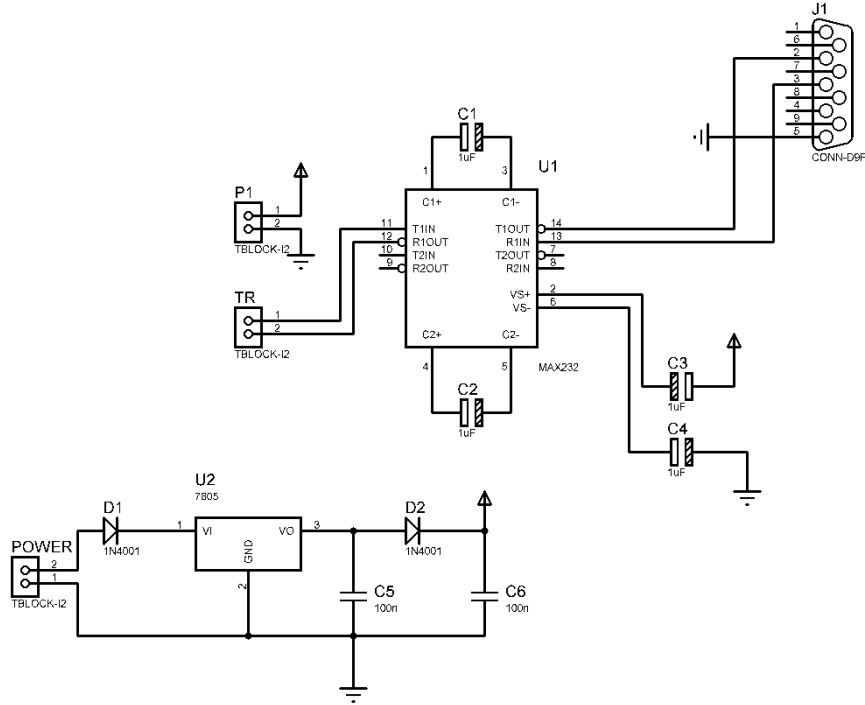 J1
1
6
2
7
3
8
4
9
5
CONN-D9F
C1
1uF
1
3
U1
C1+
C1-
P1
1
2
TBLOCK-I2
11
T1IN
T1OUT
14
12
R1OUT
R1IN
13
10
T2IN
T2OUT
7
9
R2OUT
R2IN
8
VS+
2
VS-
6
TR
1
2
TBLOCK-I2
C2+
C2-
4
5
MAX232
C2
1uF
C3
1uF
C4
1uF
U2
7805
D1
1N4001
1
VI
VO
3
GND
2
D2
1N4001
POWER
2
1
TBLOCK-I2
C5
100n
C6
100n